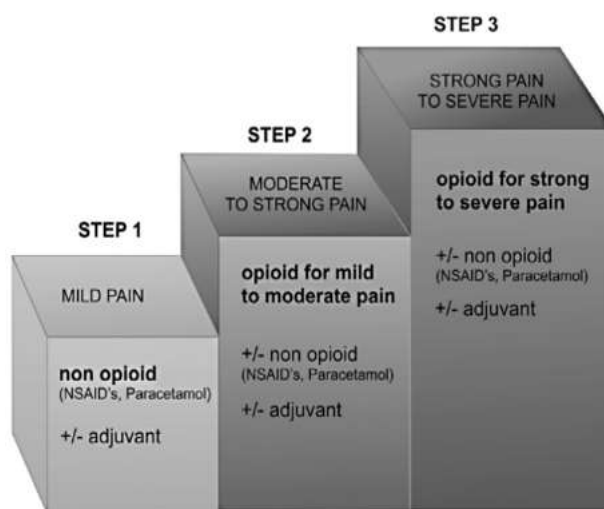 STEP 1
MILD PAIN
non opioid
(NSAID's, Paracetamol)
+/- adjuvant
STEP 2
MODERATE
TO STRONG PAIN
opioid for mild
to moderate pain
+/- non opioid
(NSAID's, Paracetamol)
+/- adjuvant
STEP 3
STRONG PAIN
TO SEVERE PAIN
opioid for strong
to severe pain
+/- non opioid
(NSAID's, Paracetamol)
+/- adjuvant